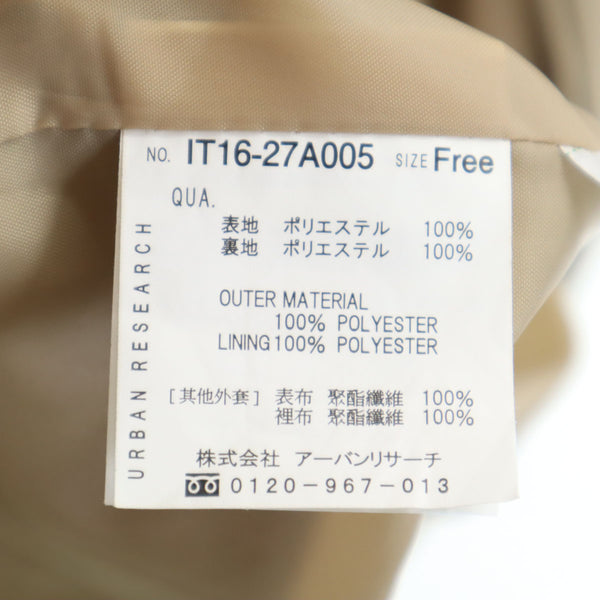 NO. IT16-27A005 SIZE Free
QUA.
表地 ポリエステル 100%
裏地 ポリエステル 100%
OUTER MATERIAL
100% POLYESTER
LINING 100% POLYESTER
[其他外套] 表布 聚酯纖維 100%
裡布 聚酯纖維 100%
株式会社 アーバンリサーチ
0120-967-013
URBAN RESEARCH